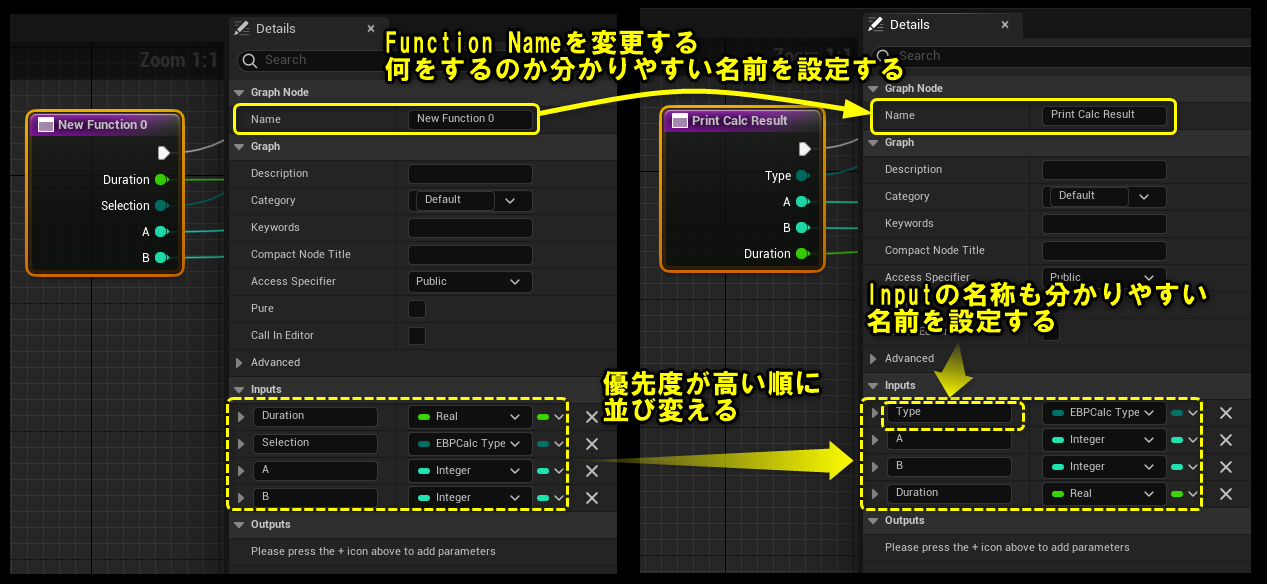 Details
Zoom 1:1
Search
Graph Node
Name
New Function 0
Graph
Description
Category
Default
Keywords
Compact Node Title
Access Specifier
Public
Pure
Call In Editor
Advanced
Inputs
Duration
Real
Selection
EBPCalc Type
A
Integer
B
Integer
Outputs
Please press the + icon above to add parameters
New Function 0
Duration
Selection
A
B
Function Nameを変更する
何をするのか分かりやすい名前を設定する
優先度が高い順に
並び変える
Inputの名称も分かりやすい
名前を設定する
Print Calc Result
Type
A
B
Duration
Details
Search
Graph Node
Name
Print Calc Result
Graph
Description
Category
Default
Keywords
Compact Node Title
Access Specifier
Public
Advanced
Inputs
Type
EBPCalc Type
A
Integer
B
Integer
Duration
Real
Outputs
Please press the + icon above to add parameters